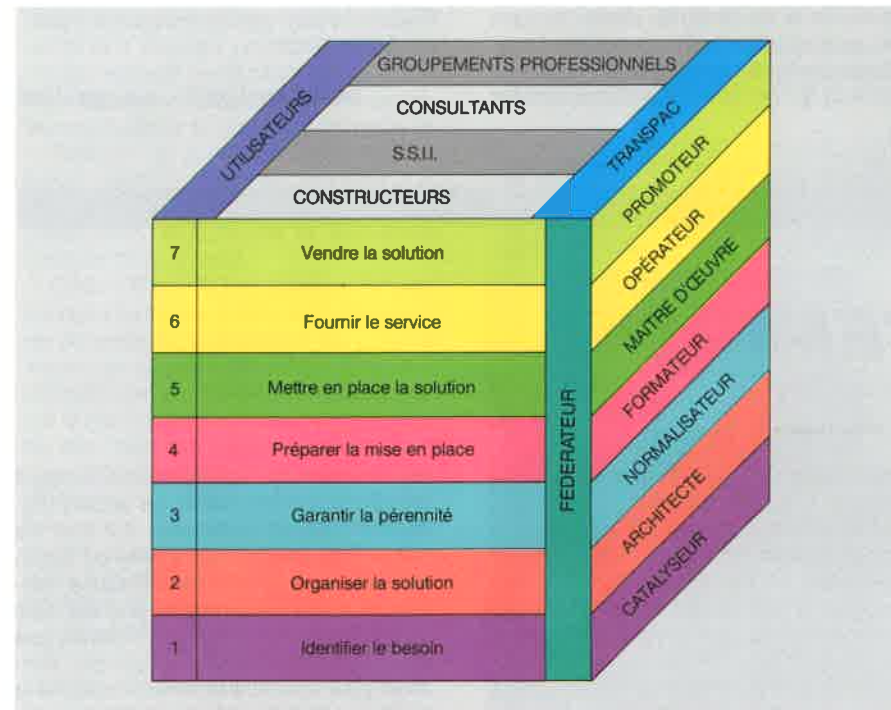 GROUPEMENTS PROFESSIONNELS
UTILISATEURS
CONSULTANTS
TRANSPAC
S.S.I.I.
CONSTRUCTEURS
7 Vendre la solution
PROMOTEUR
6 Fournir le service
OPÉRATEUR
5 Mettre en place la solution
MAITRE D'ŒUVRE
4 Préparer la mise en place
FORMATEUR
FEDERATEUR
3 Garantir la pérennité
NORMALISATEUR
2 Organiser la solution
ARCHITECTE
1 Identifier le besoin
CATALYSEUR